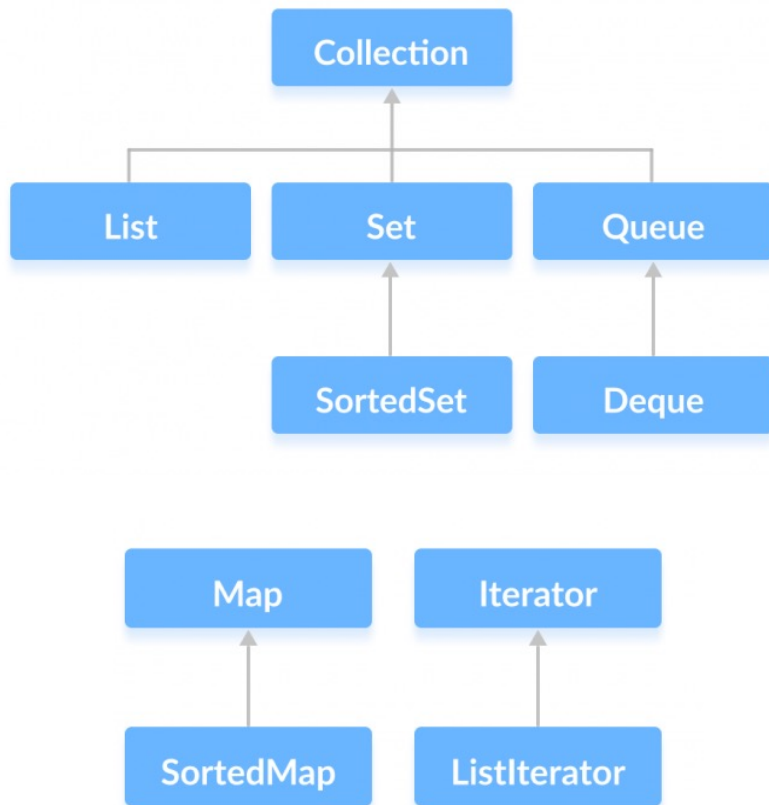 Collection
List Set Queue
SortedSet Deque
Map Iterator
SortedMap ListIterator